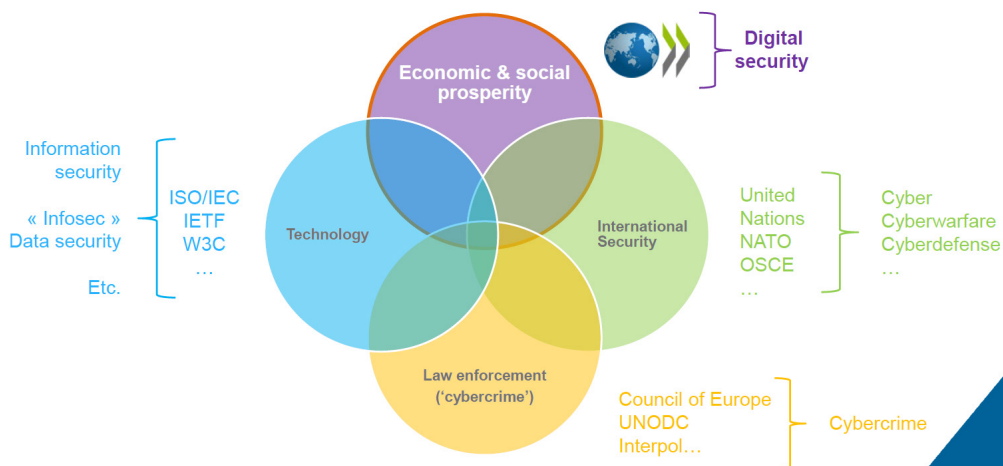 Economic & social
prosperity
Digital
security
Information
security
« Infosec »
Data security
Etc.
ISO/IEC
IETF
W3C
…
Technology
International
Security
United
Nations
NATO
OSCE
…
Cyber
Cyberwarfare
Cyberdefense
…
Law enforcement
(‘cybercrime’)
Council of Europe
UNODC
Interpol…
Cybercrime